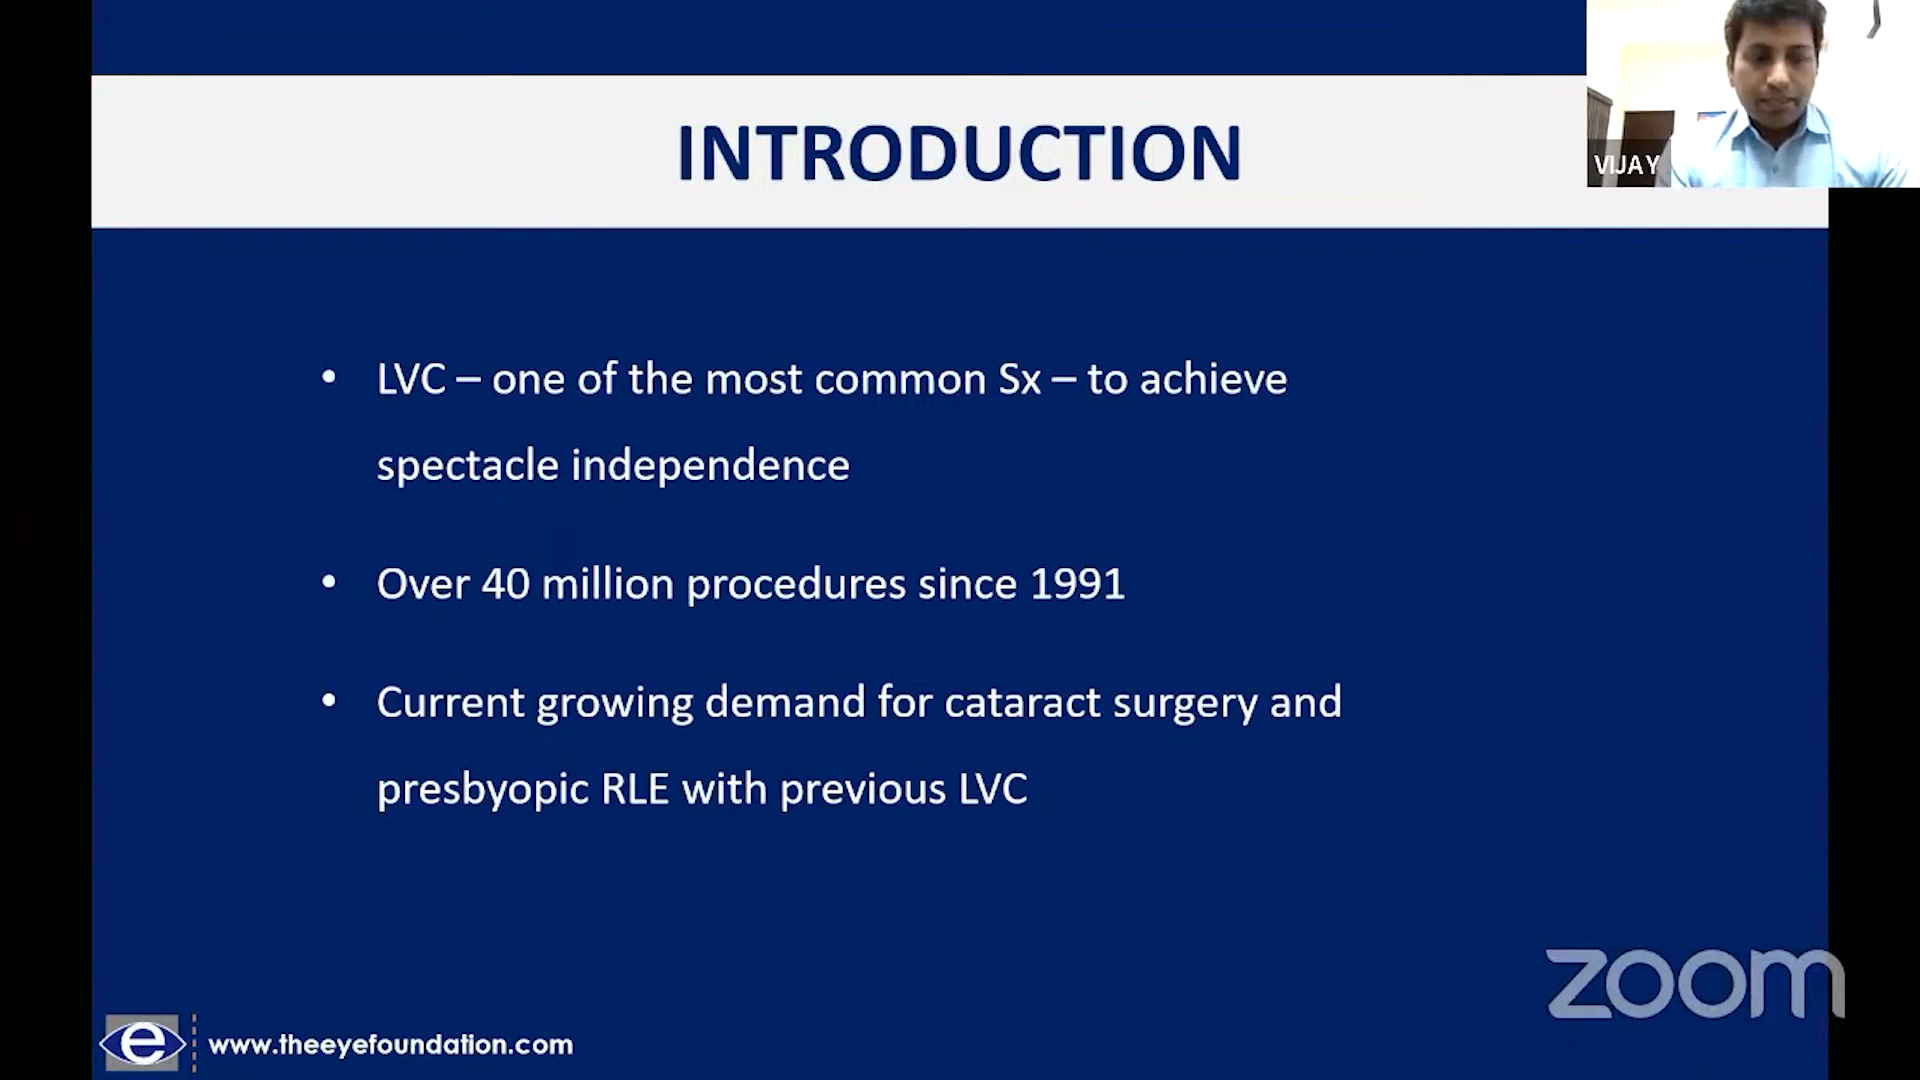 INTRODUCTION
VIJAY
• LVC – one of the most common Sx – to achieve
spectacle independence
• Over 40 million procedures since 1991
• Current growing demand for cataract surgery and
presbyopic RLE with previous LVC
zoom
e
www.theeyefoundation.com